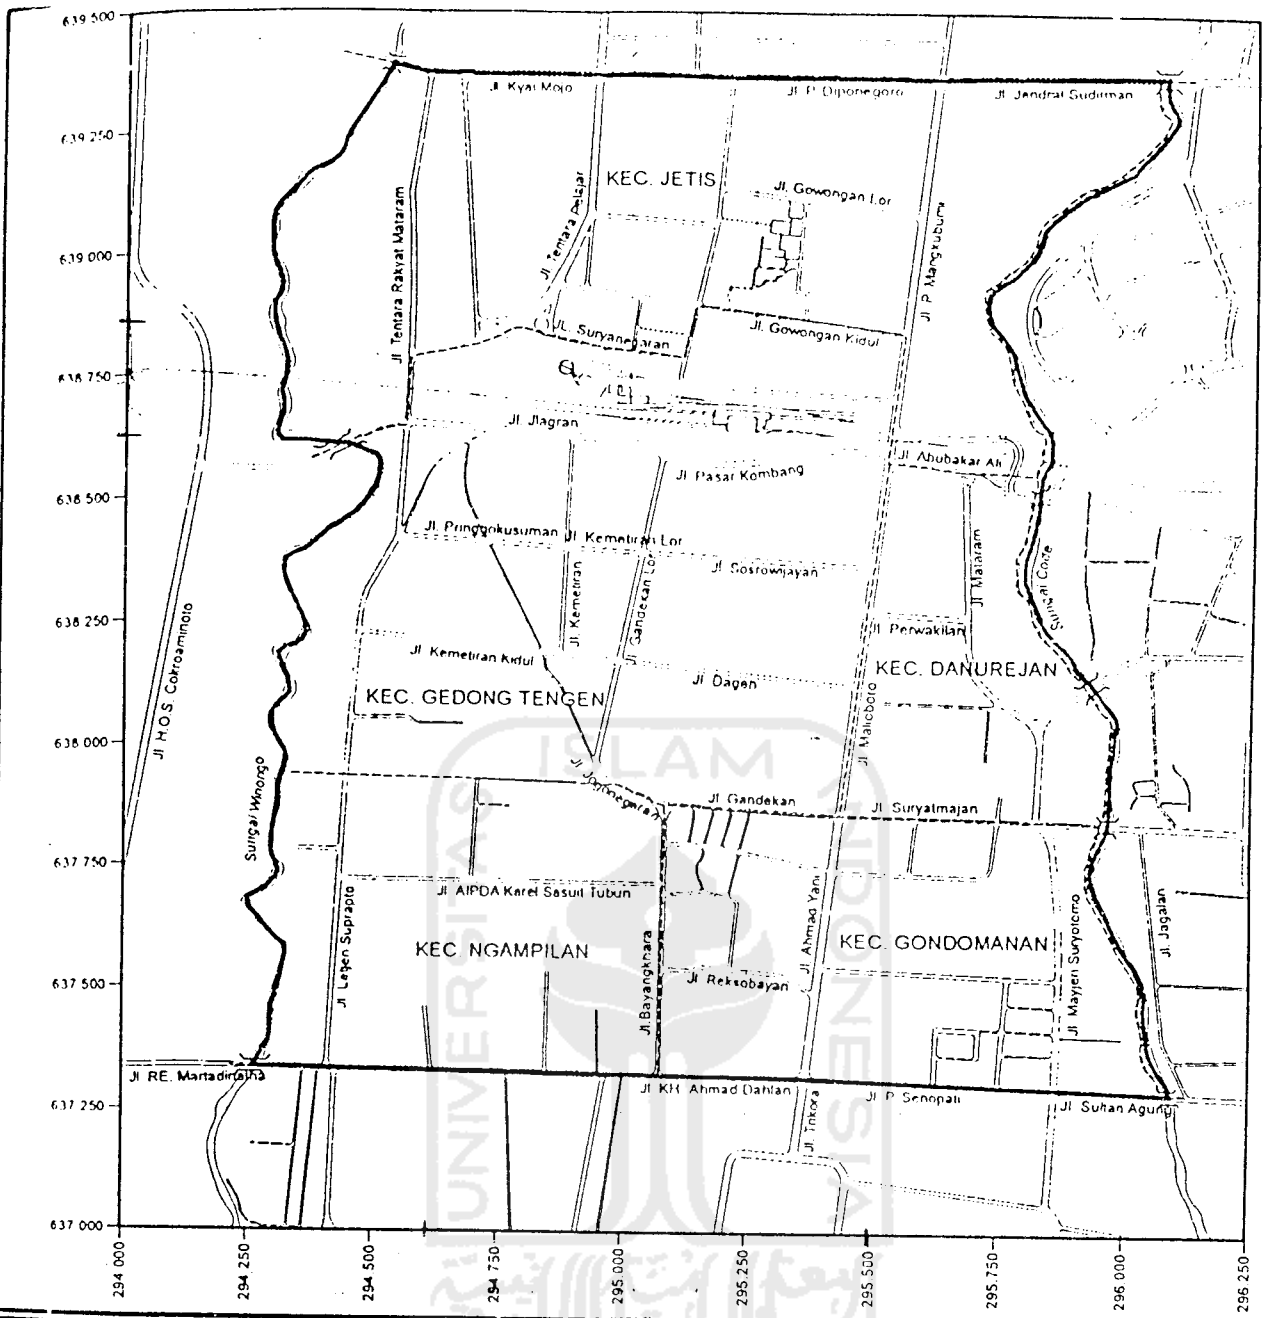 639 500
Jl. Kyai Mojo
Jl. P. Diponegoro
Jl. Jendral Sudirman
639 250
KEC. JETIS
Jl. Gowongan Lor
Jl. Tentara Pelajar
Jl. Tentara Rakyat Mataram
Jl. P. Mangkubumi
639 000
JL. Suryanegaran
Jl. Gowongan Kidul
638 750
Jl. Jlagran
Jl. Abubakar Ali
Jl. Pasar Kembang
638 500
Jl. Pringgokusuman
Jl. Kemetiran Lor
Jl. Sosrowijayan
Jl. Mataram
Sungai Code
Jl. Kemetiran
Jl. Gandekan Lor
638 250
Jl. Perwakilan
Jl. Kemetiran Kidul
KEC. DANUREJAN
Jl. Dagen
KEC. GEDONG TENGEN
Jl. H.O.S. Cokroaminoto
Jl. Malioboro
638 000
ISLAM
Jl. Jogonegaran
Jl. Gandekan
Jl. Suryatmajan
Sungai Winongo
637 750
Jl. AIPDA Karel Sasuit Tubun
Jl. Letjen Suprapto
KEC. NGAMPILAN
KEC. GONDOMANAN
Jl. Ahmad Yani
Jl. Mayjen Suryotomo
Jl. Jagalan
Jl. Bayangkhara
Jl. Reksobayan
637 500
UNIVERSITAS
INDONESIA
Jl. RE. Martadinatha
Jl. KH. Ahmad Dahlan
Jl. P. Senopati
Jl. Sultan Agung
637 250
Jl. Trikora
637 000
294 000
294 250
294 500
294 750
295.000
295.250
295.500
295.750
296.000
296 250